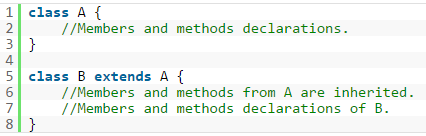 1 class A {
2     //Members and methods declarations.
3 }
4
5 class B extends A {
6     //Members and methods from A are inherited.
7     //Members and methods declarations of B.
8 }